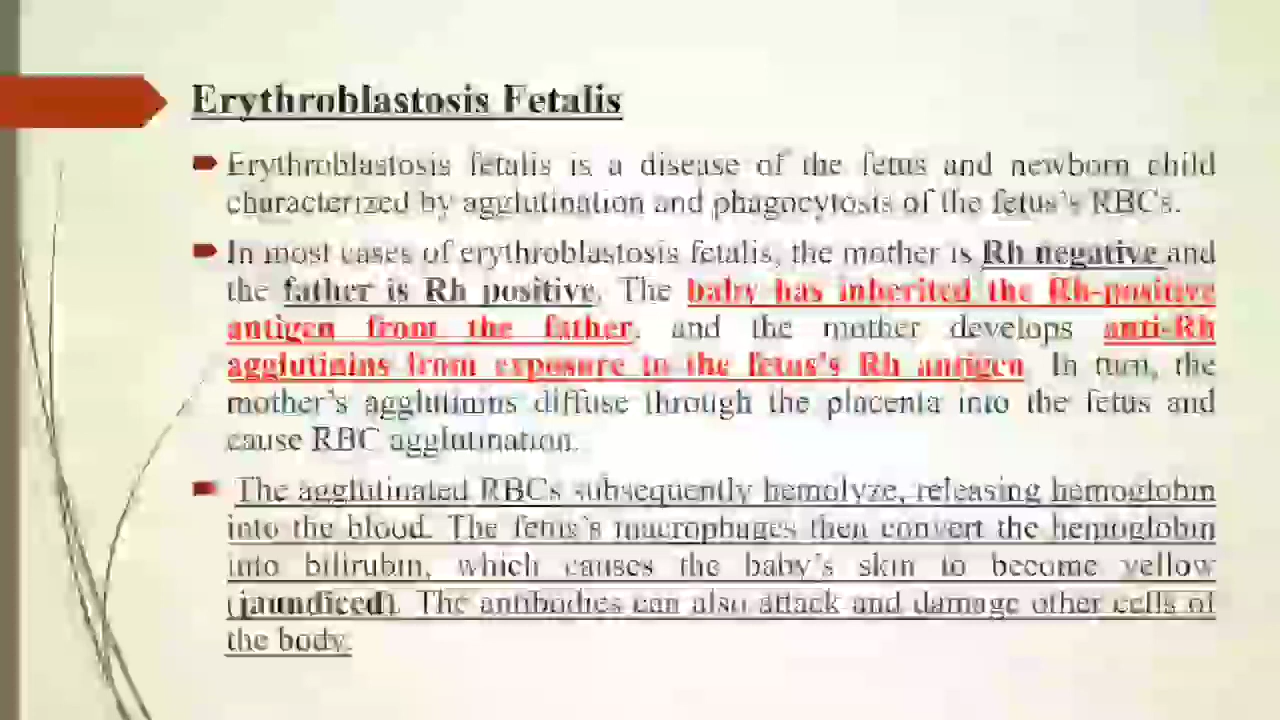 Erythroblastosis Fetalis
Erythroblastosis fetalis is a disease of the fetus and newborn child
characterized by agglutination and phagocytosis of the fetus's RBCs.
In most cases of erythroblastosis fetalis, the mother is Rh negative and
the father is Rh positive. The baby has inherited the Rh-positive
antigen from the father, and the mother develops anti-Rh
agglutinins from exposure to the fetus's Rh antigen. In turn, the
mother's agglutinins diffuse through the placenta into the fetus and
cause RBC agglutination.
The agglutinated RBCs subsequently hemolyze, releasing hemoglobin
into the blood. The fetus's macrophages then convert the hemoglobin
into bilirubin, which causes the baby's skin to become yellow
(jaundiced). The antibodies can also attack and damage other cells of
the body.